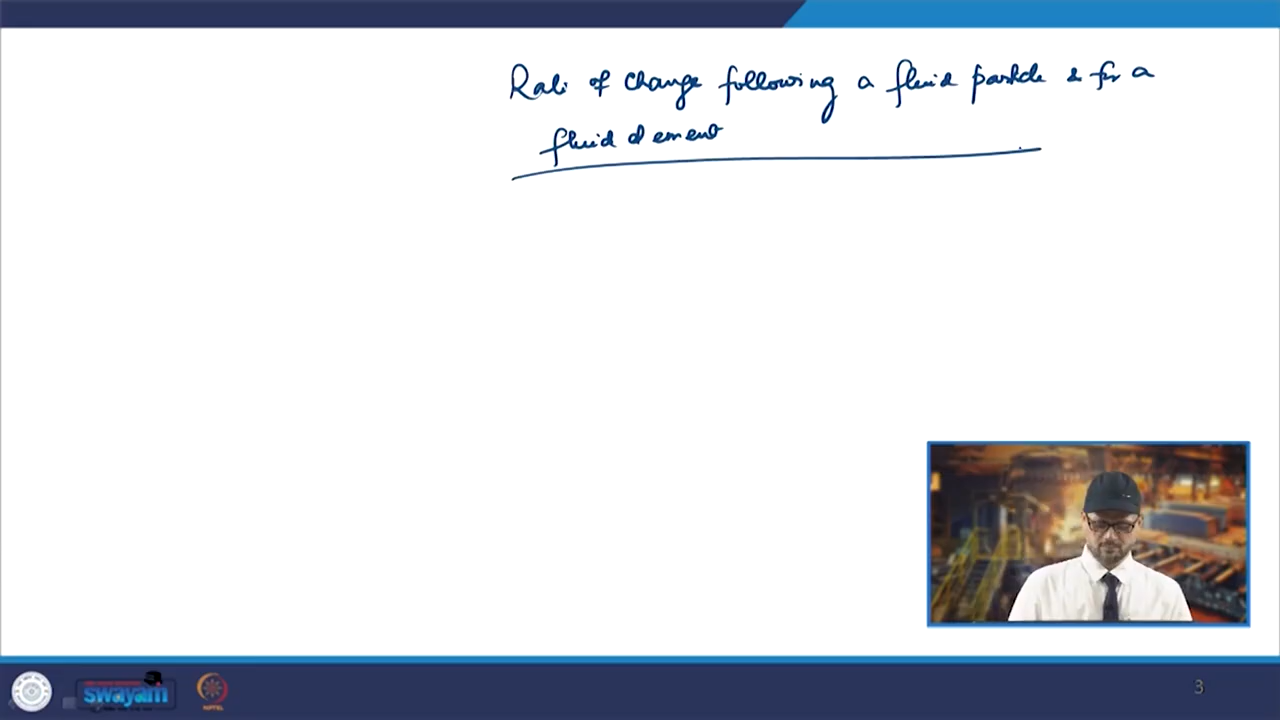 Rate of change following a fluid particle & for a
fluid element
swayam
3